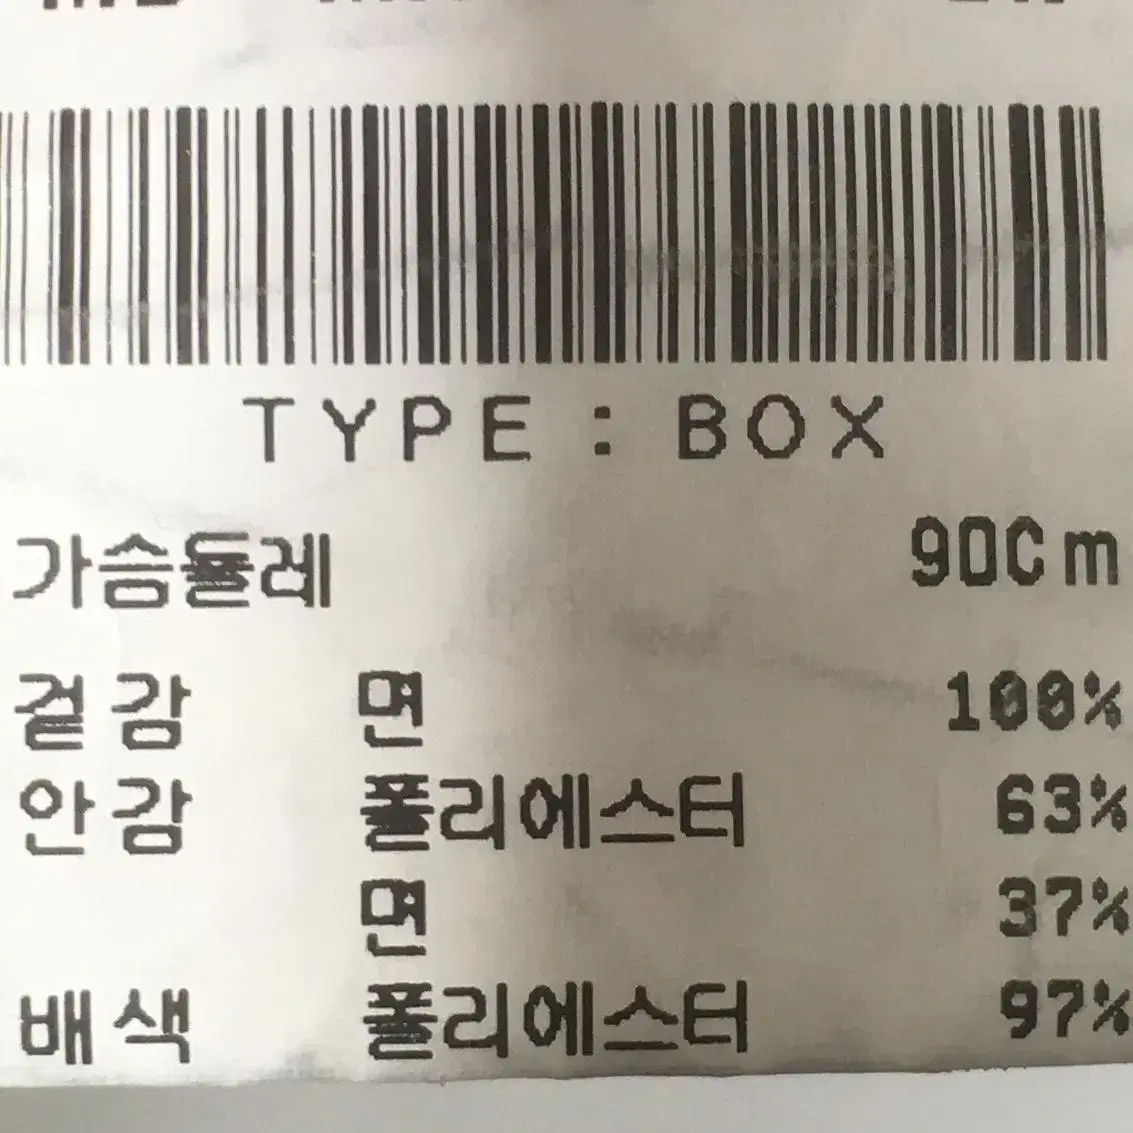 TYPE:BOX
가슴둘레 90Cm
겉감 면 100%
안감 폴리에스터 63%
면 37%
배색 폴리에스터 97%